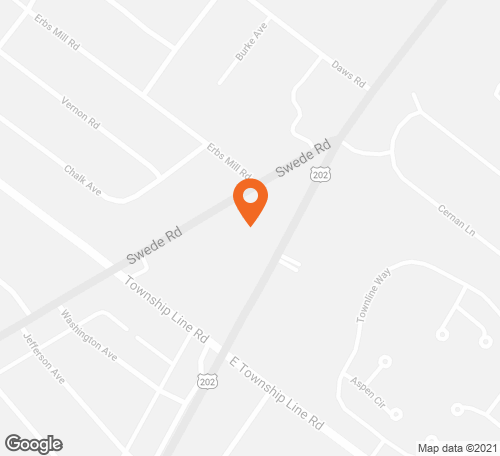 Erbs Mill Rd
Burke Ave
Daws Rd
Vernon Rd
Erbs Mill Rd
Swede Rd
Chalk Ave
202
Cernan Ln
Swede Rd
Township Line Rd
Townline Way
Washington Ave
Jefferson Ave
202
E Township Line Rd
Aspen Cir
Google
Map data ©2021